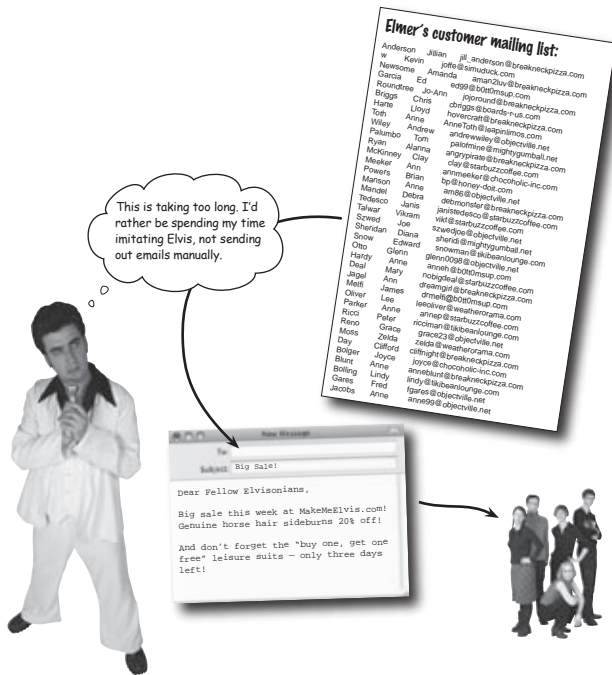 Elmer's customer mailing list:
Anderson Jillian jill_anderson@breakneckpizza.com
w Kevin joffe@simuduck.com
Newsome Amanda aman2luv@breakneckpizza.com
Garcia Ed ed99@b0tt0msup.com
Roundtree Jo-Ann jojoround@breakneckpizza.com
Briggs Chris cbriggs@boards-r-us.com
Harte Lloyd hovercraft@breakneckpizza.com
Toth Anne AnneToth@leapinlimos.com
Wiley Andrew andrewwiley@objectville.net
Palumbo Tom palofmine@mightygumball.net
Ryan Alanna angrypirate@breakneckpizza.com
McKinney Clay clay@starbuzzcoffee.com
Meeker Ann annmeeker@chocoholic-inc.com
Powers Brian bp@honey-doit.com
Manson Anne am86@objectville.net
Mandel Debra debmonster@breakneckpizza.com
Tedesco Janis janistedesco@starbuzzcoffee.com
Talwar Vikram vikt@starbuzzcoffee.com
Szwed Joe szwedjoe@objectville.net
Sheridan Diana sheridi@mightygumball.net
Snow Edward snowman@tikibeanlounge.com
Otto Glenn glenn0098@objectville.net
Hardy Anne anneh@b0tt0msup.com
Deal Mary nobigdeal@starbuzzcoffee.com
Jagel Ann dreamgirl@breakneckpizza.com
Melfi James drmelfi@b0tt0msup.com
Oliver Lee leeoliver@weatherorama.com
Parker Anne annep@starbuzzcoffee.com
Ricci Peter ricciman@tikibeanlounge.com
Reno Grace grace23@objectville.net
Moss Zelda zelda@weatherorama.com
Day Clifford cliffnight@breakneckpizza.com
Bolger Joyce joyce@chocoholic-inc.com
Blunt Anne anneblunt@breakneckpizza.com
Bolling Lindy lindy@tikibeanlounge.com
Gares Fred fgares@objectville.net
Jacobs Anne anne99@objectville.net
This is taking too long. I'd
rather be spending my time
imitating Elvis, not sending
out emails manually.
New Message
To:
Subject: Big Sale!
Dear Fellow Elvisonians,
Big sale this week at MakeMeElvis.com!
Genuine horse hair sideburns 20% off!
And don't forget the "buy one, get one
free" leisure suits — only three days
left!